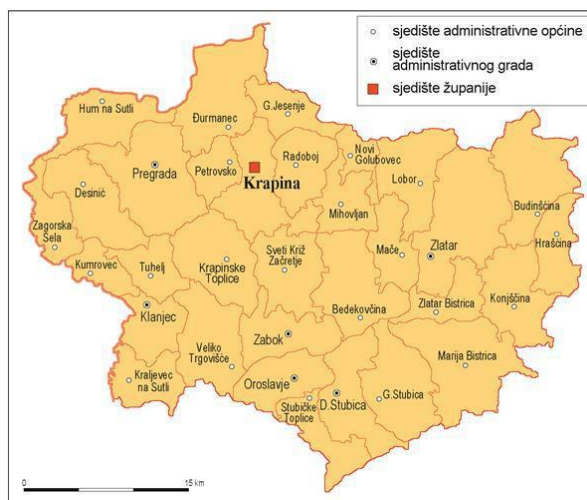 sjedište administrativne općine
sjedište
administrativnog grada
sjedište županije
Hum na Sutli
G.Jesenje
Đurmanec
Novi
Golubovec
Petrovsko
Radoboj
Pregrada
Krapina
Lobor
Desinić
Mihovljan
Budinšćina
Zagorska
Sela
Hrašćina
Sveti Križ
Začretje
Mače
Zlatar
Kumrovec
Tuhelj
Krapinske
Toplice
Klanjec
Bedekovčina
Zlatar Bistrica
Konjščina
Veliko
Trgovišće
Zabok
Kraljevec
na Sutli
Oroslavje
Marija Bistrica
Stubičke
Toplice
D.Stubica
G.Stubica
0 15 km